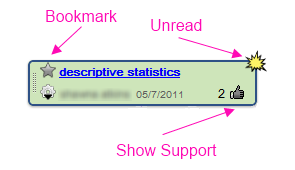 Bookmark
Unread
descriptive statistics
05/7/2011
2
Show Support